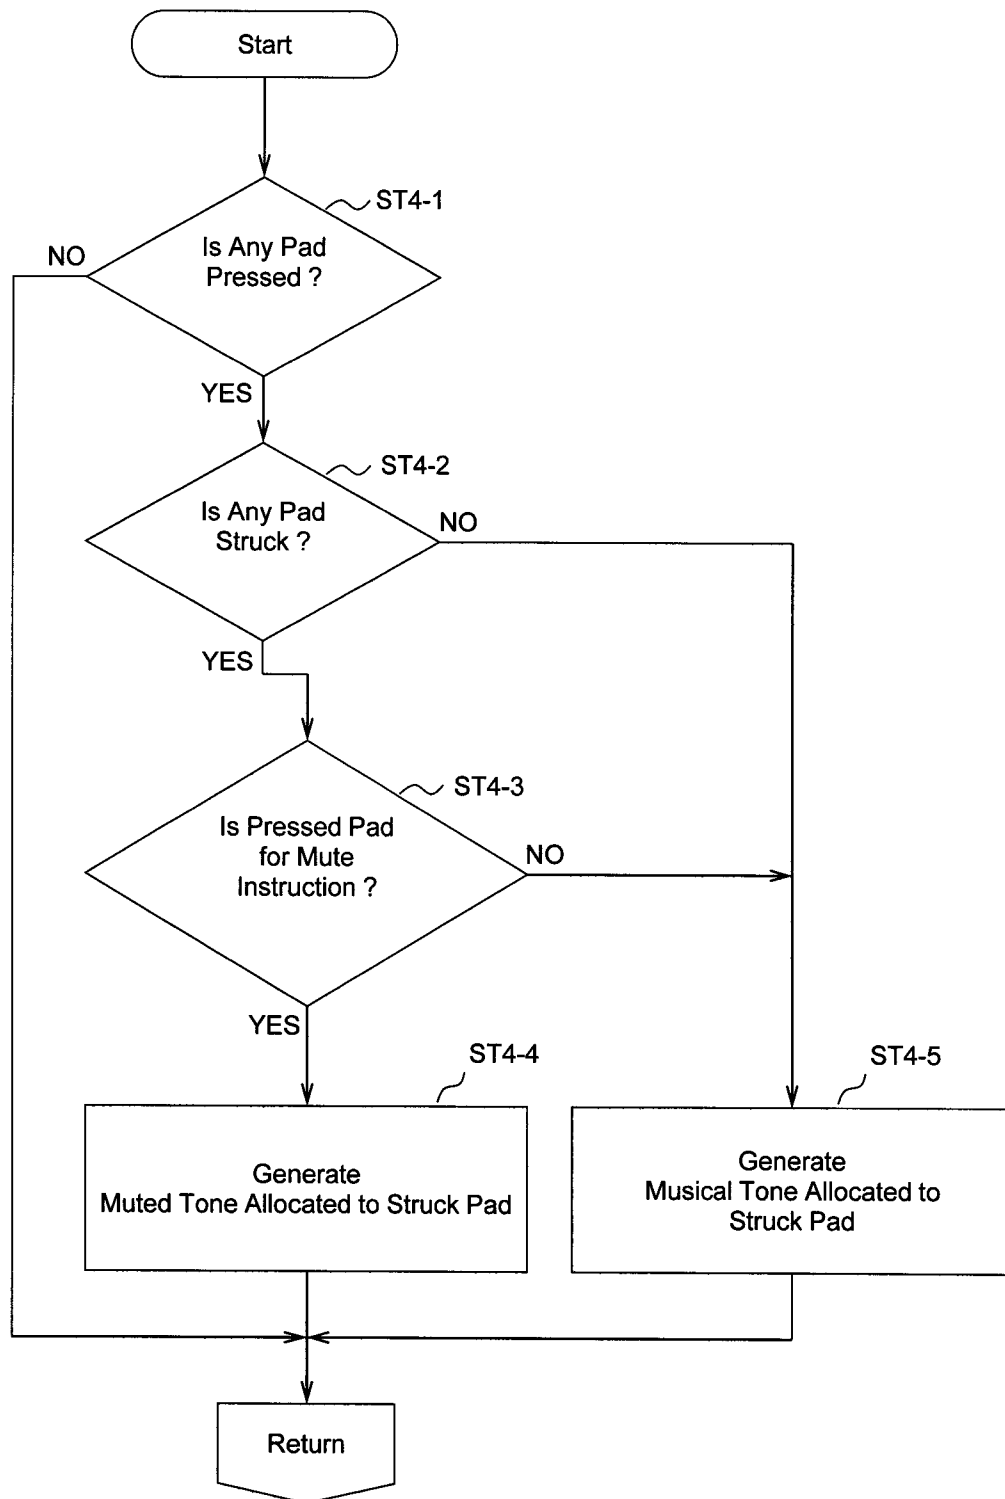 Start
ST4-1
Is Any Pad
Pressed ?
NO
YES
ST4-2
Is Any Pad
Struck ?
NO
YES
ST4-3
Is Pressed Pad
for Mute
Instruction ?
NO
YES
ST4-4
Generate
Muted Tone Allocated to Struck Pad
ST4-5
Generate
Musical Tone Allocated to
Struck Pad
Return